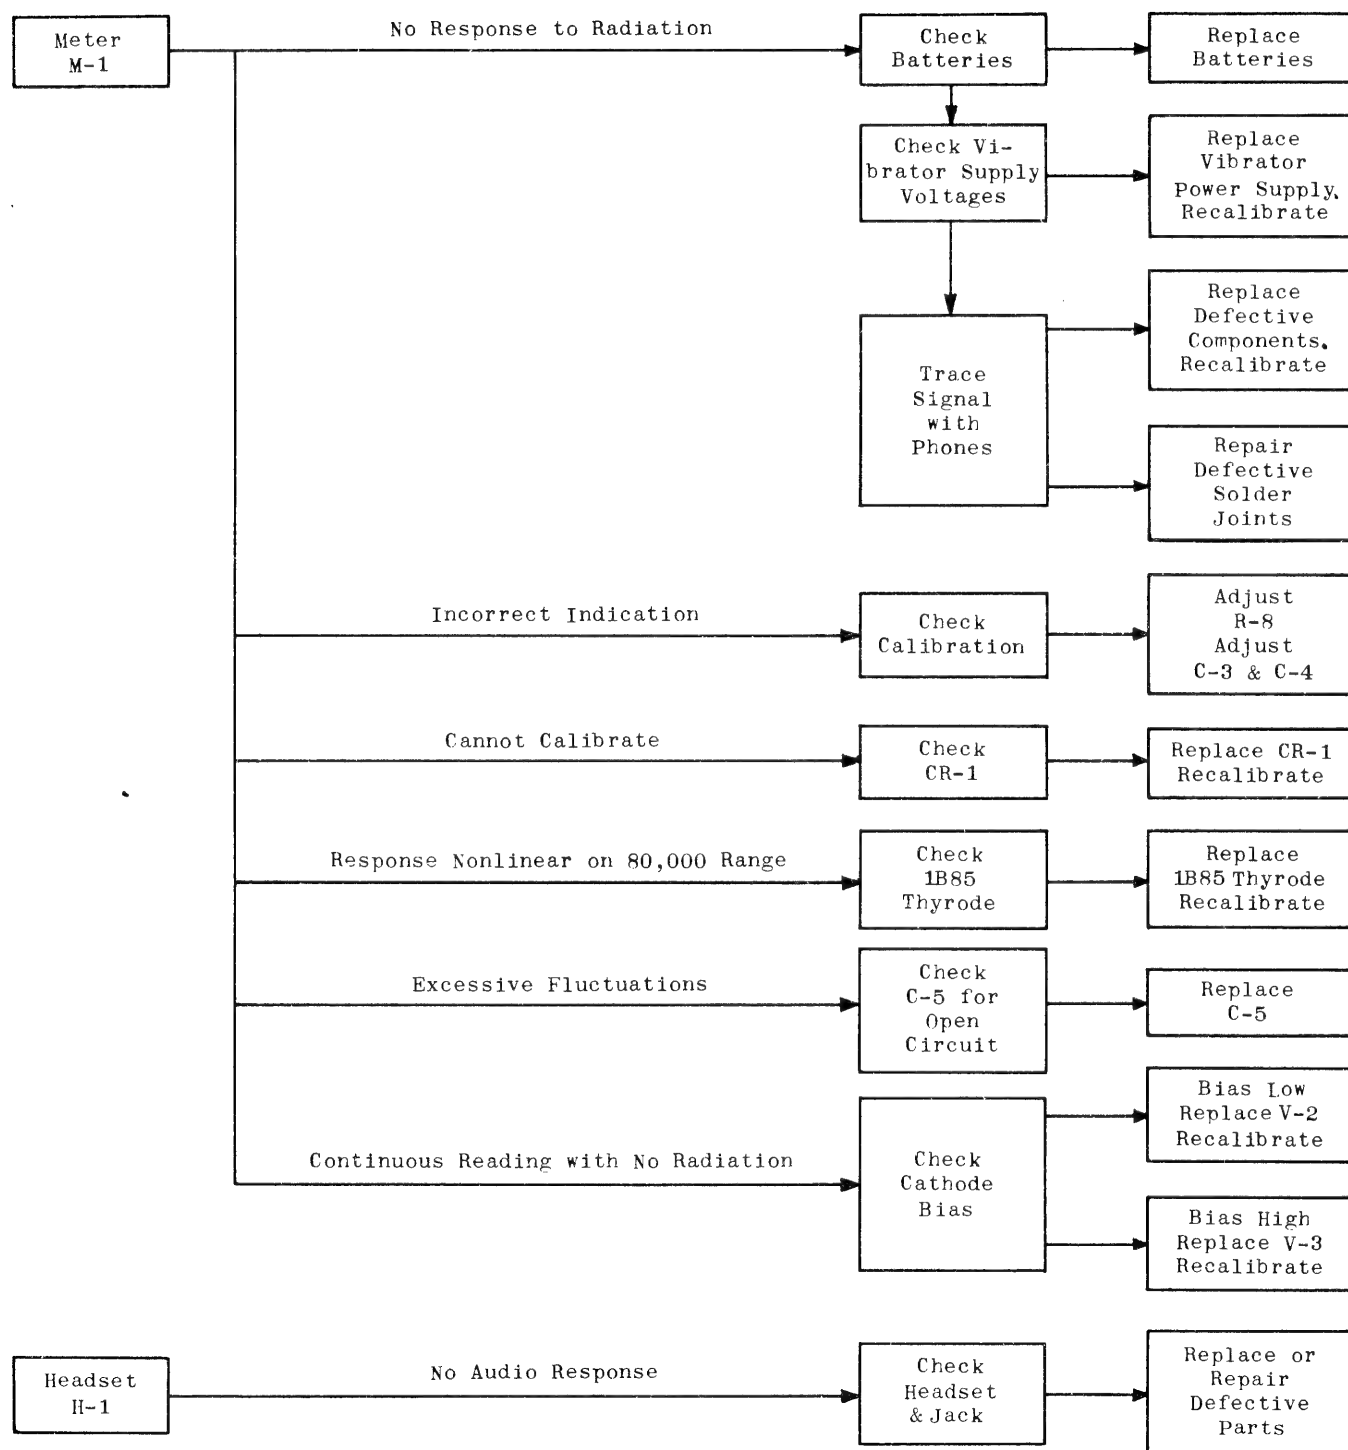 Meter
M-1
No Response to Radiation
Check
Batteries
Replace
Batteries
Check Vi-
brator Supply
Voltages
Replace
Vibrator
Power Supply.
Recalibrate
Trace
Signal
with
Phones
Replace
Defective
Components.
Recalibrate
Repair
Defective
Solder
Joints
Incorrect Indication
Check
Calibration
Adjust
R-8
Adjust
C-3 & C-4
Cannot Calibrate
Check
CR-1
Replace CR-1
Recalibrate
Response Nonlinear on 80,000 Range
Check
1B85
Thyrode
Replace
1B85 Thyrode
Recalibrate
Excessive Fluctuations
Check
C-5 for
Open
Circuit
Replace
C-5
Continuous Reading with No Radiation
Check
Cathode
Bias
Bias Low
Replace V-2
Recalibrate
Bias High
Replace V-3
Recalibrate
Headset
H-1
No Audio Response
Check
Headset
& Jack
Replace or
Repair
Defective
Parts